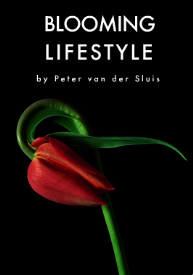 BLOOMING
LIFESTYLE
by Peter van der Sluis